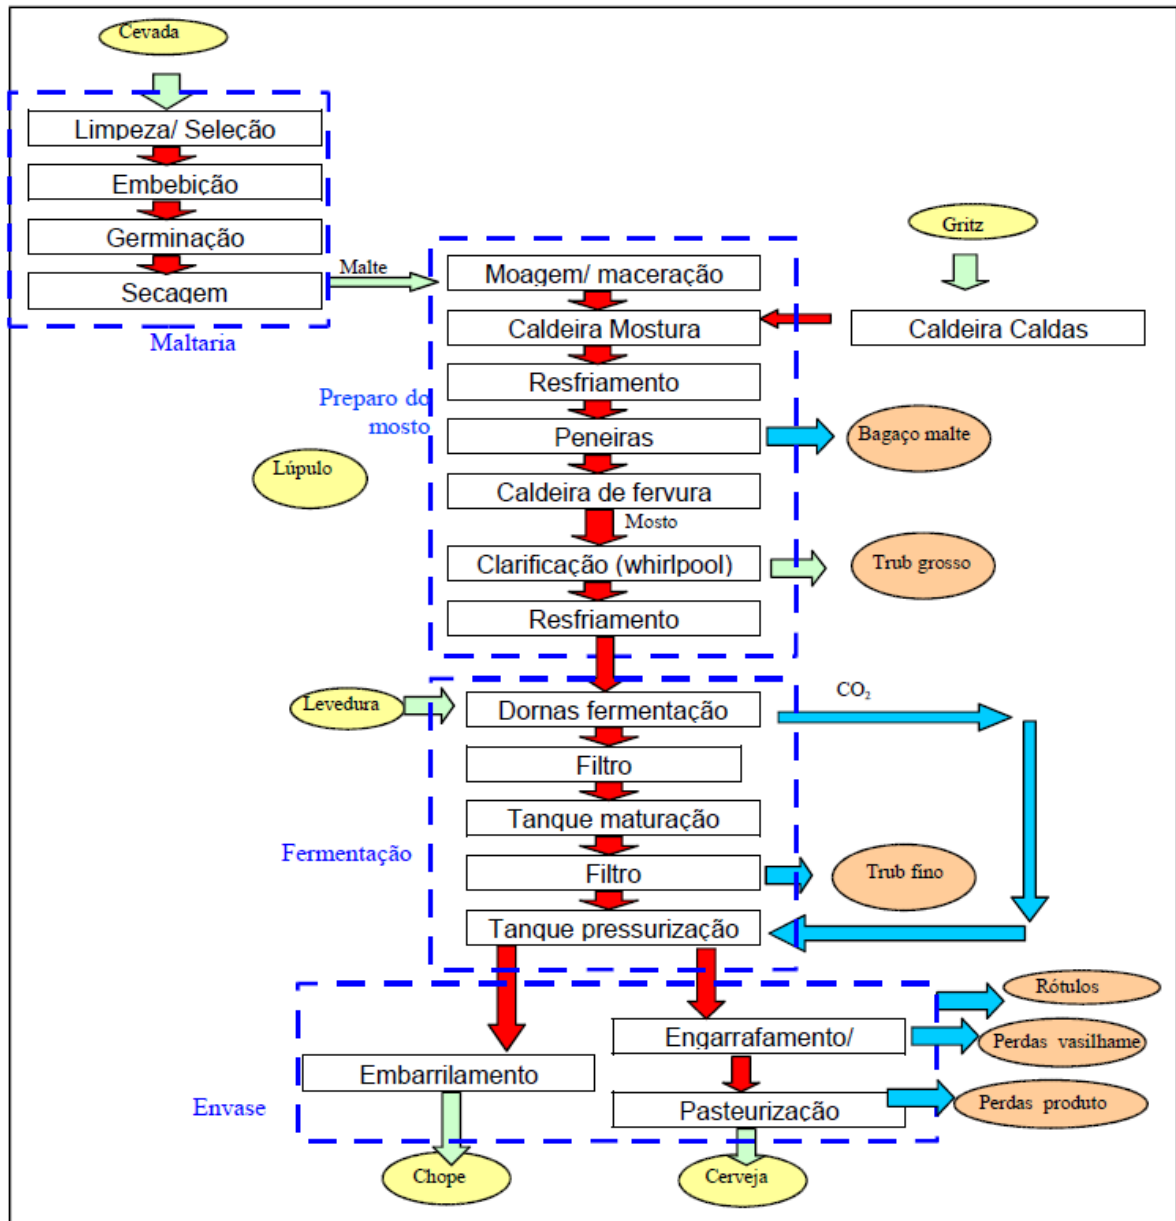 Cevada
Limpeza/ Seleção
Embebição
Germinação
Secagem
Maltaria
Malte
Gritz
Moagem/ maceração
Caldeira Mostura
Caldeira Caldas
Resfriamento
Preparo do
mosto
Peneiras
Bagaço malte
Lúpulo
Caldeira de fervura
Mosto
Clarificação (whirlpool)
Trub grosso
Resfriamento
Levedura
Dornas fermentação
CO₂
Filtro
Tanque maturação
Fermentação
Filtro
Trub fino
Tanque pressurização
Rótulos
Engarrafamento/
Perdas vasilhame
Embarrilamento
Envase
Pasteurização
Perdas produto
Chope
Cerveja